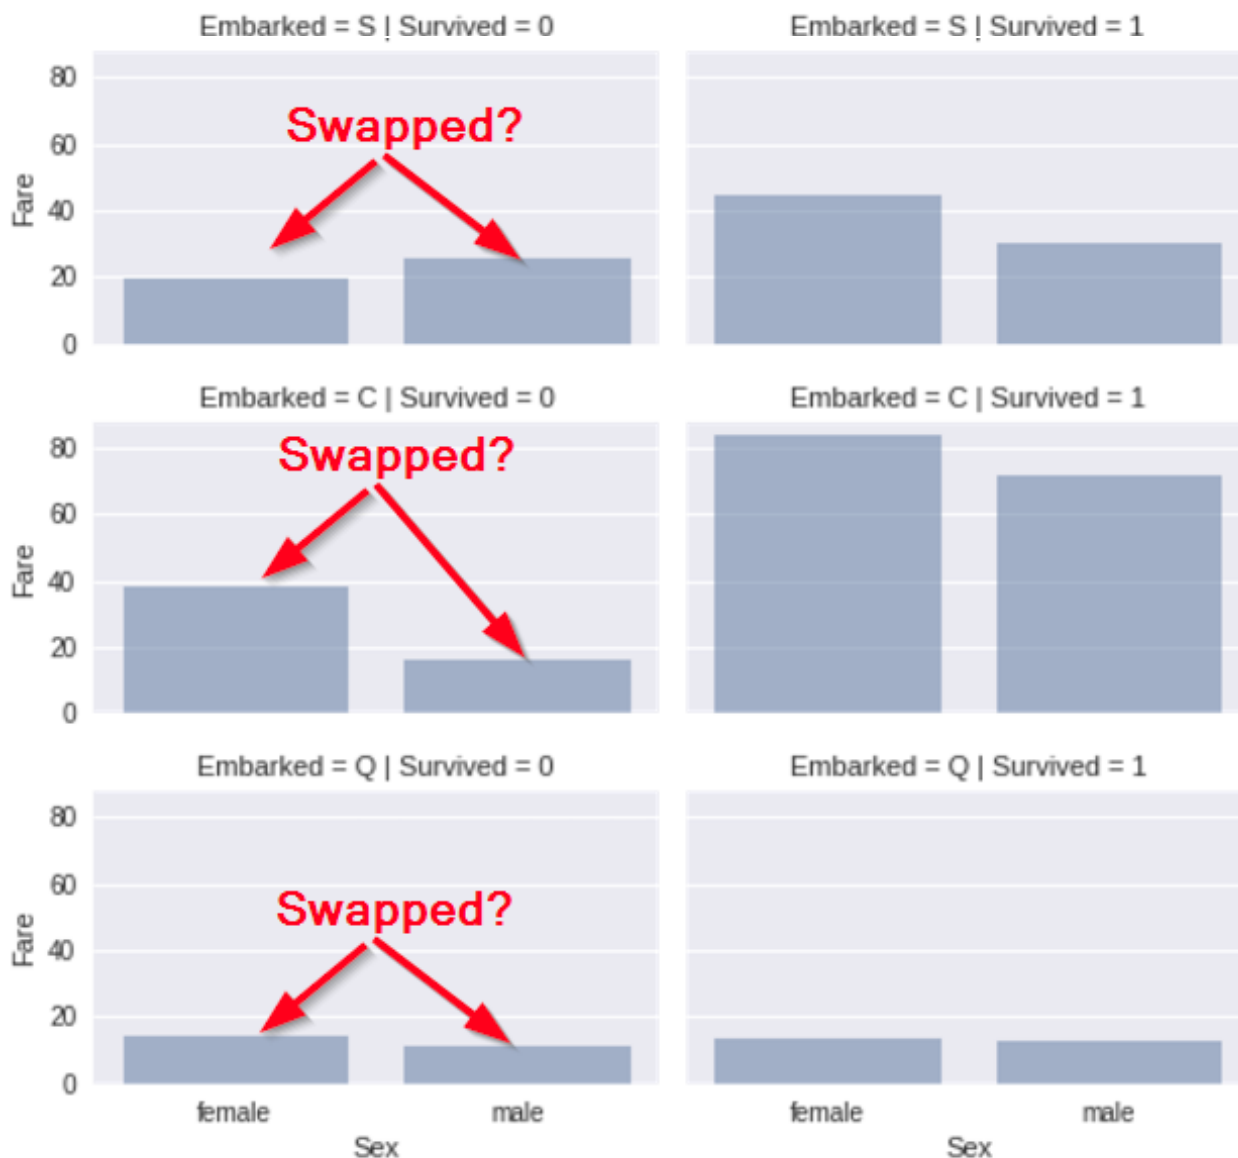 Embarked = S | Survived = 0
Embarked = S | Survived = 1
80
60
40
20
0
Fare
Swapped?
Embarked = C | Survived = 0
Embarked = C | Survived = 1
80
60
40
20
0
Fare
Swapped?
Embarked = Q | Survived = 0
Embarked = Q | Survived = 1
80
60
40
20
0
Fare
Swapped?
female male female male
Sex Sex